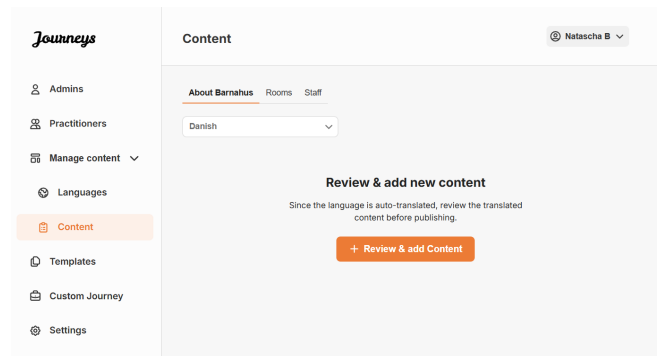 Journeys
Content
Natascha B
Admins
Practitioners
Manage content
Languages
Content
Templates
Custom Journey
Settings
About Barnahus
Rooms
Staff
Danish
Review & add new content
Since the language is auto-translated, review the translated
content before publishing.
+ Review & add Content